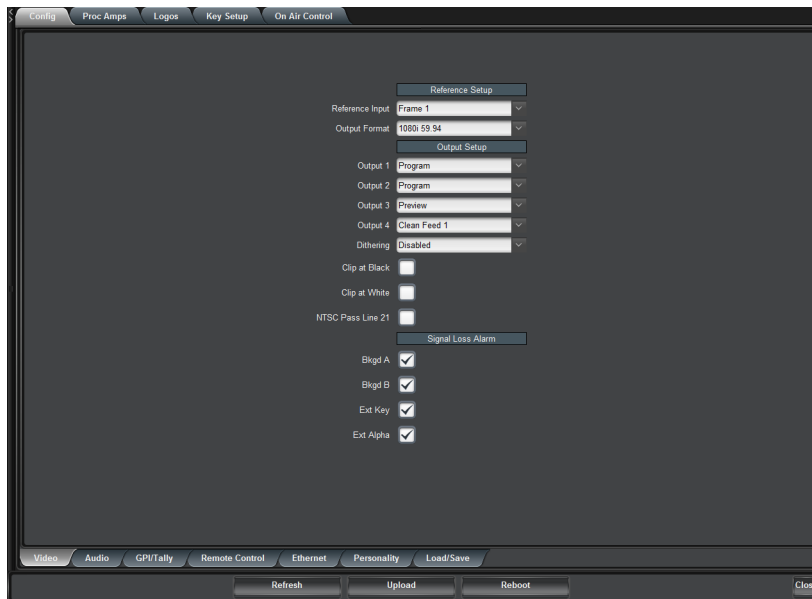 Config Proc Amps Logos Key Setup On Air Control
Reference Setup
Reference Input Frame 1
Output Format 1080i 59.94
Output Setup
Output 1 Program
Output 2 Program
Output 3 Preview
Output 4 Clean Feed 1
Dithering Disabled
Clip at Black
Clip at White
NTSC Pass Line 21
Signal Loss Alarm
Bkgd A
Bkgd B
Ext Key
Ext Alpha
Video Audio GPI/Tally Remote Control Ethernet Personality Load/Save
Refresh Upload Reboot Clos